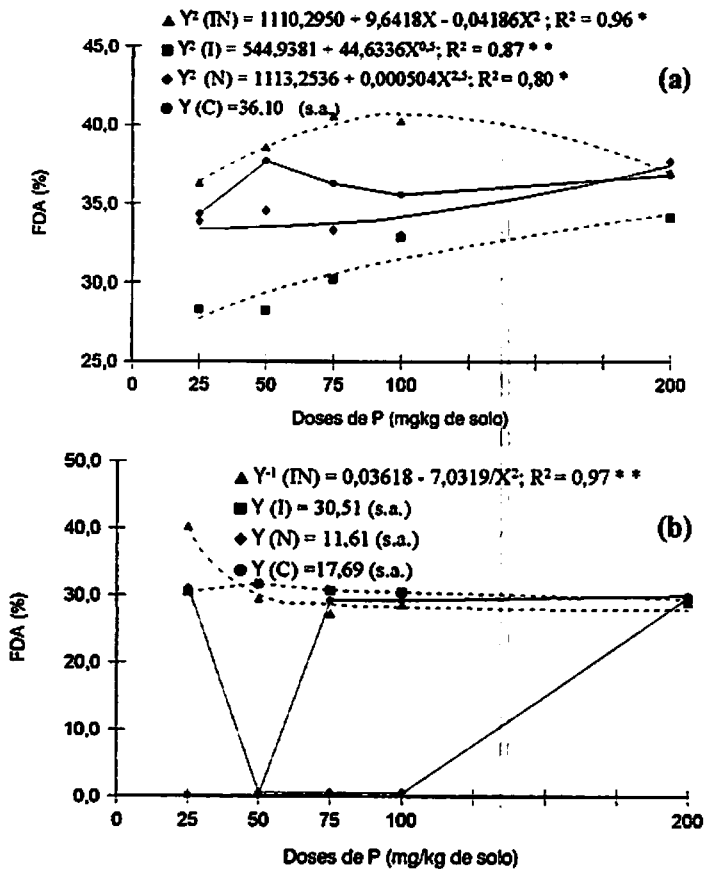 ▲ Y² (IN) = 1110,2950 + 9,6418X - 0,04186X² ; R² = 0.96 *
■ Y² (I) = 544,9381 + 44,6336X^0,5; R² = 0.87 * *
◆ Y² (N) = 1113,2536 + 0,000504X^2,5; R² = 0,80 *
● Y (C) =36.10 (s.a.)
(a)
45,0
40,0
35,0
30,0
25,0
FDA (%)
0 25 50 75 100 200
Doses de P (mgkg de solo)
▲ Y⁻¹ (IN) = 0,03618 - 7,0319/X²; R² = 0,97 * *
■ Y (I) = 30,51 (s.a.)
◆ Y (N) = 11,61 (s.a.)
● Y (C) =17,69 (s.a.)
(b)
50,0
40,0
30,0
20,0
10,0
0,0
FDA (%)
0 25 50 75 100 200
Doses de P (mg/kg de solo)